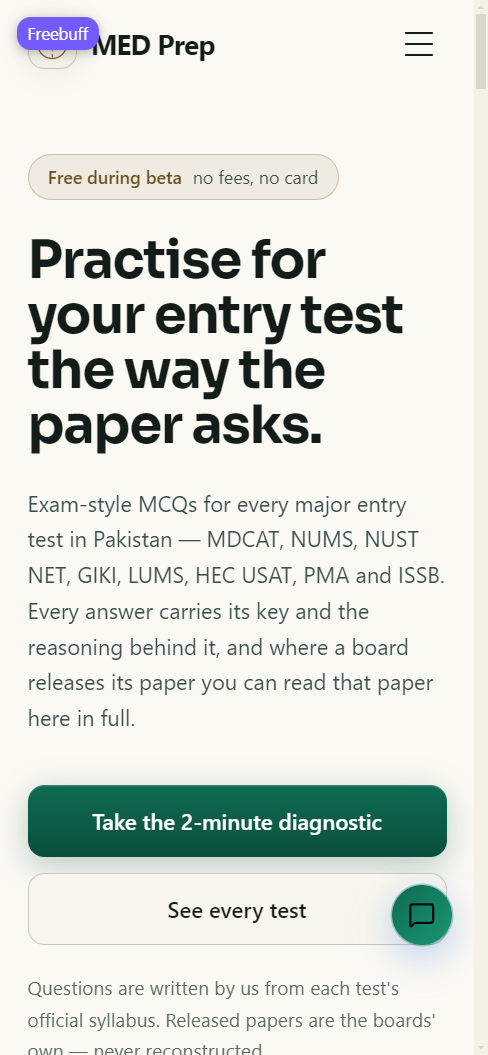 Freebuff
MED Prep
Free during beta no fees, no card
Practise for
your entry test
the way the
paper asks.
Exam-style MCQs for every major entry
test in Pakistan — MDCAT, NUMS, NUST
NET, GIKI, LUMS, HEC USAT, PMA and ISSB.
Every answer carries its key and the
reasoning behind it, and where a board
releases its paper you can read that paper
here in full.
Take the 2-minute diagnostic
See every test
Questions are written by us from each test's
official syllabus. Released papers are the boards'
own — never reconstructed